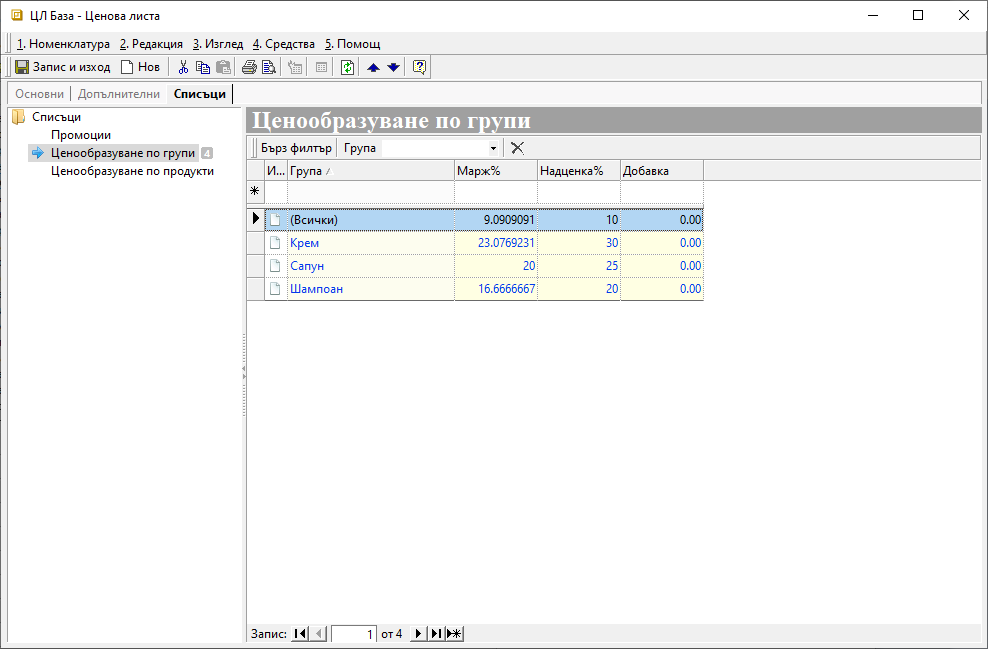 ЦЛ База - Ценова листа
1. Номенклатура 2. Редакция 3. Изглед 4. Средства 5. Помощ
Запис и изход Нов
Основни Допълнителни Списъци
Списъци
Промоции
Ценообразуване по групи 4
Ценообразуване по продукти
Ценообразуване по групи
Бърз филтър Група
И... Група Марж% Надценка% Добавка
(Всички) 9.0909091 10 0.00
Крем 23.0769231 30 0.00
Сапун 20 25 0.00
Шампоан 16.6666667 20 0.00
Запис: 1 от 4